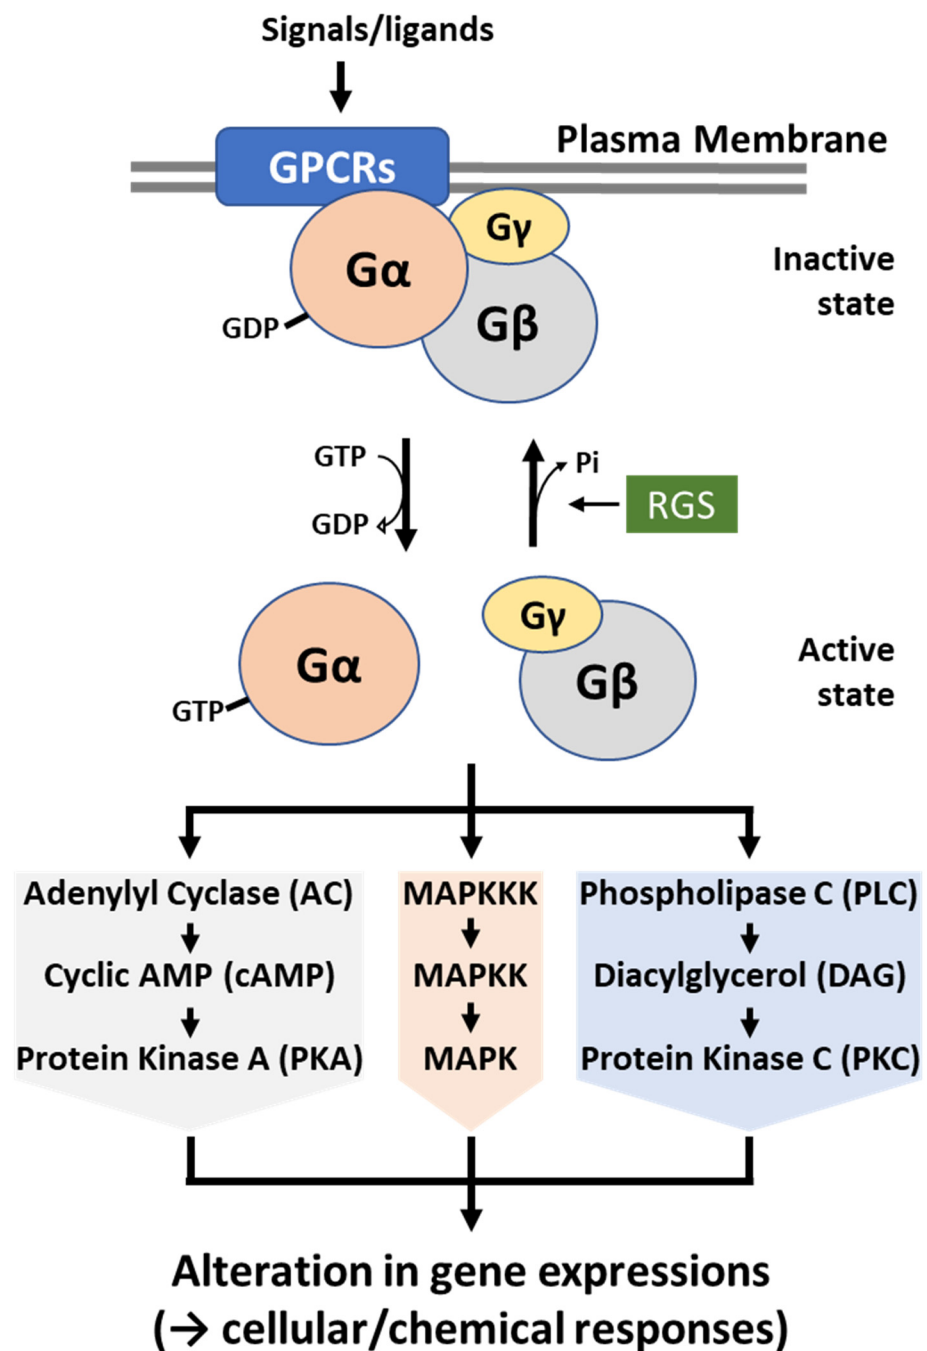 Signals/ligands
Plasma Membrane
GPCRs
Gγ
Gα
Inactive
state
Gβ
GDP
GTP
Pi
RGS
GDP
Gγ
Gα
Active
state
Gβ
GTP
Adenylyl Cyclase (AC)
Cyclic AMP (cAMP)
Protein Kinase A (PKA)
MAPKKK
MAPKK
MAPK
Phospholipase C (PLC)
Diacylglycerol (DAG)
Protein Kinase C (PKC)
Alteration in gene expressions
(→ cellular/chemical responses)